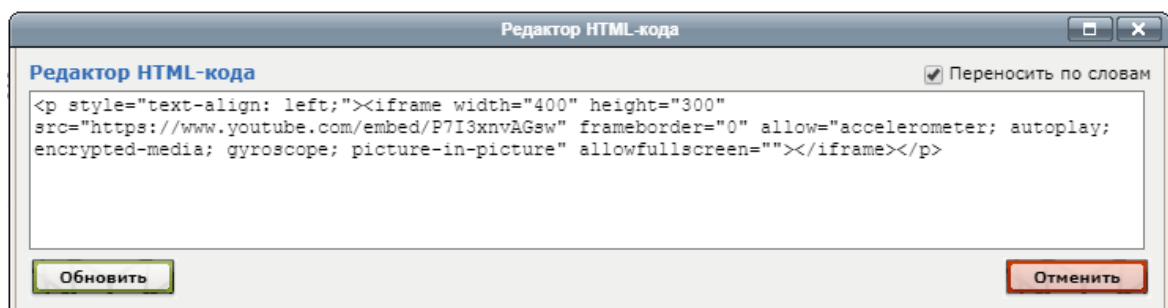 Редактор HTML-кода
Редактор HTML-кода
Переносить по словам
<p style="text-align: left;"><iframe width="400" height="300"
src="https://www.youtube.com/embed/P7I3xnvAGsw" frameborder="0" allow="accelerometer; autoplay;
encrypted-media; gyroscope; picture-in-picture" allowfullscreen=""></iframe></p>
Обновить
Отменить